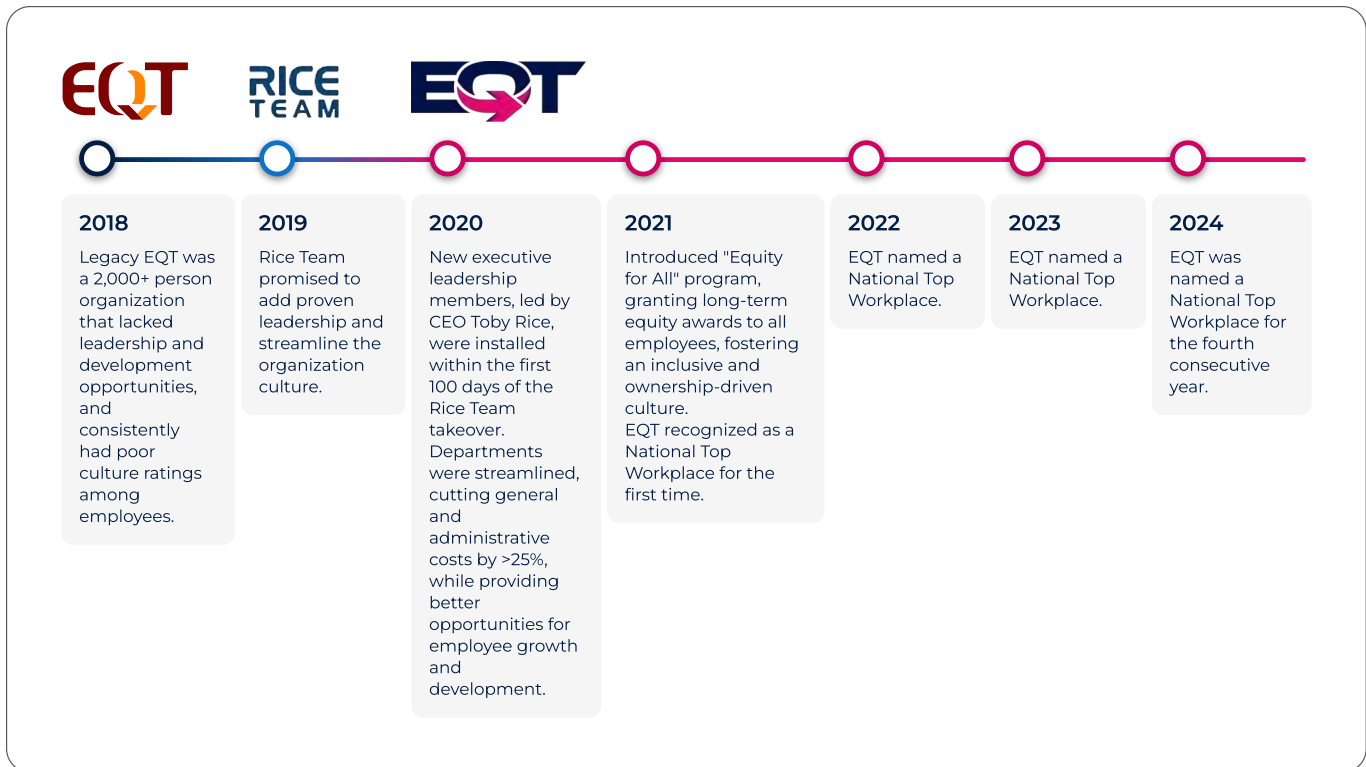 EQT
RICE
TEAM
EQT
2018
Legacy EQT was
a 2,000+ person
organization
that lacked
leadership and
development
opportunities,
and
consistently
had poor
culture ratings
among
employees.
2019
Rice Team
promised to
add proven
leadership and
streamline the
organization
culture.
2020
New executive
leadership
members, led by
CEO Toby Rice,
were installed
within the first
100 days of the
Rice Team
takeover.
Departments
were streamlined,
cutting general
and
administrative
costs by >25%,
while providing
better
opportunities for
employee growth
and
development.
2021
Introduced "Equity
for All" program,
granting long-term
equity awards to all
employees, fostering
an inclusive and
ownership-driven
culture.
EQT recognized as a
National Top
Workplace for the
first time.
2022
EQT named a
National Top
Workplace.
2023
EQT named a
National Top
Workplace.
2024
EQT was
named a
National Top
Workplace for
the fourth
consecutive
year.